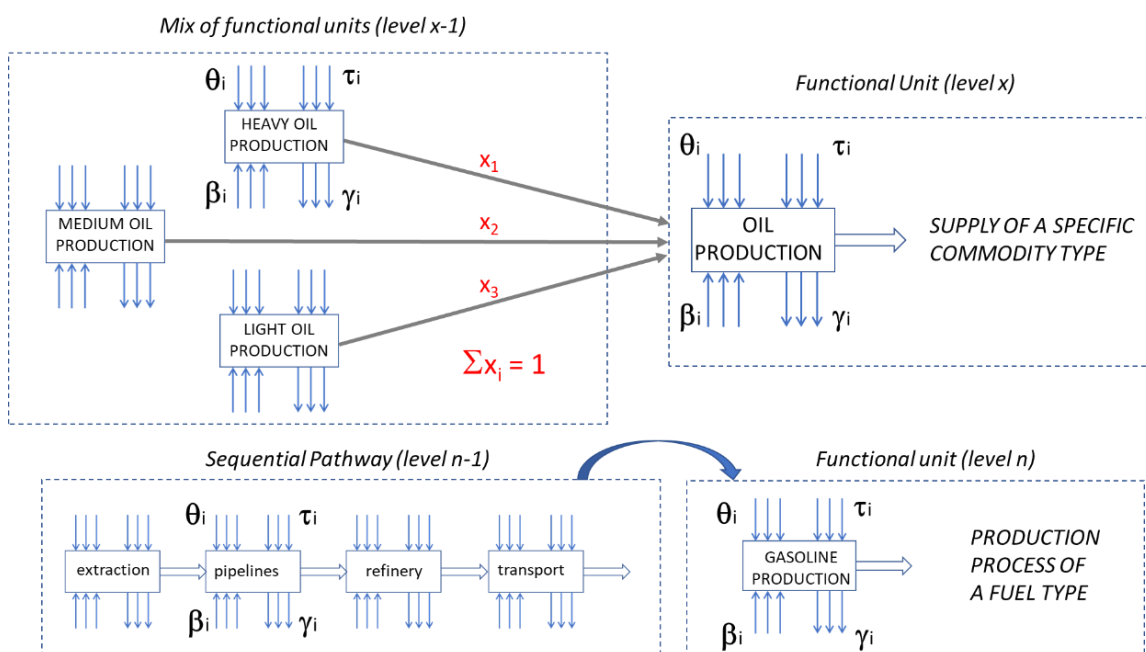 Mix of functional units (level x-1)
θi
τi
HEAVY OIL
PRODUCTION
βi
γi
MEDIUM OIL
PRODUCTION
LIGHT OIL
PRODUCTION
x1
x2
x3
Σxi = 1
Functional Unit (level x)
θi
τi
OIL
PRODUCTION
βi
γi
SUPPLY OF A SPECIFIC
COMMODITY TYPE
Sequential Pathway (level n-1)
θi
τi
extraction
pipelines
refinery
transport
βi
γi
Functional unit (level n)
θi
τi
GASOLINE
PRODUCTION
βi
γi
PRODUCTION
PROCESS OF
A FUEL TYPE